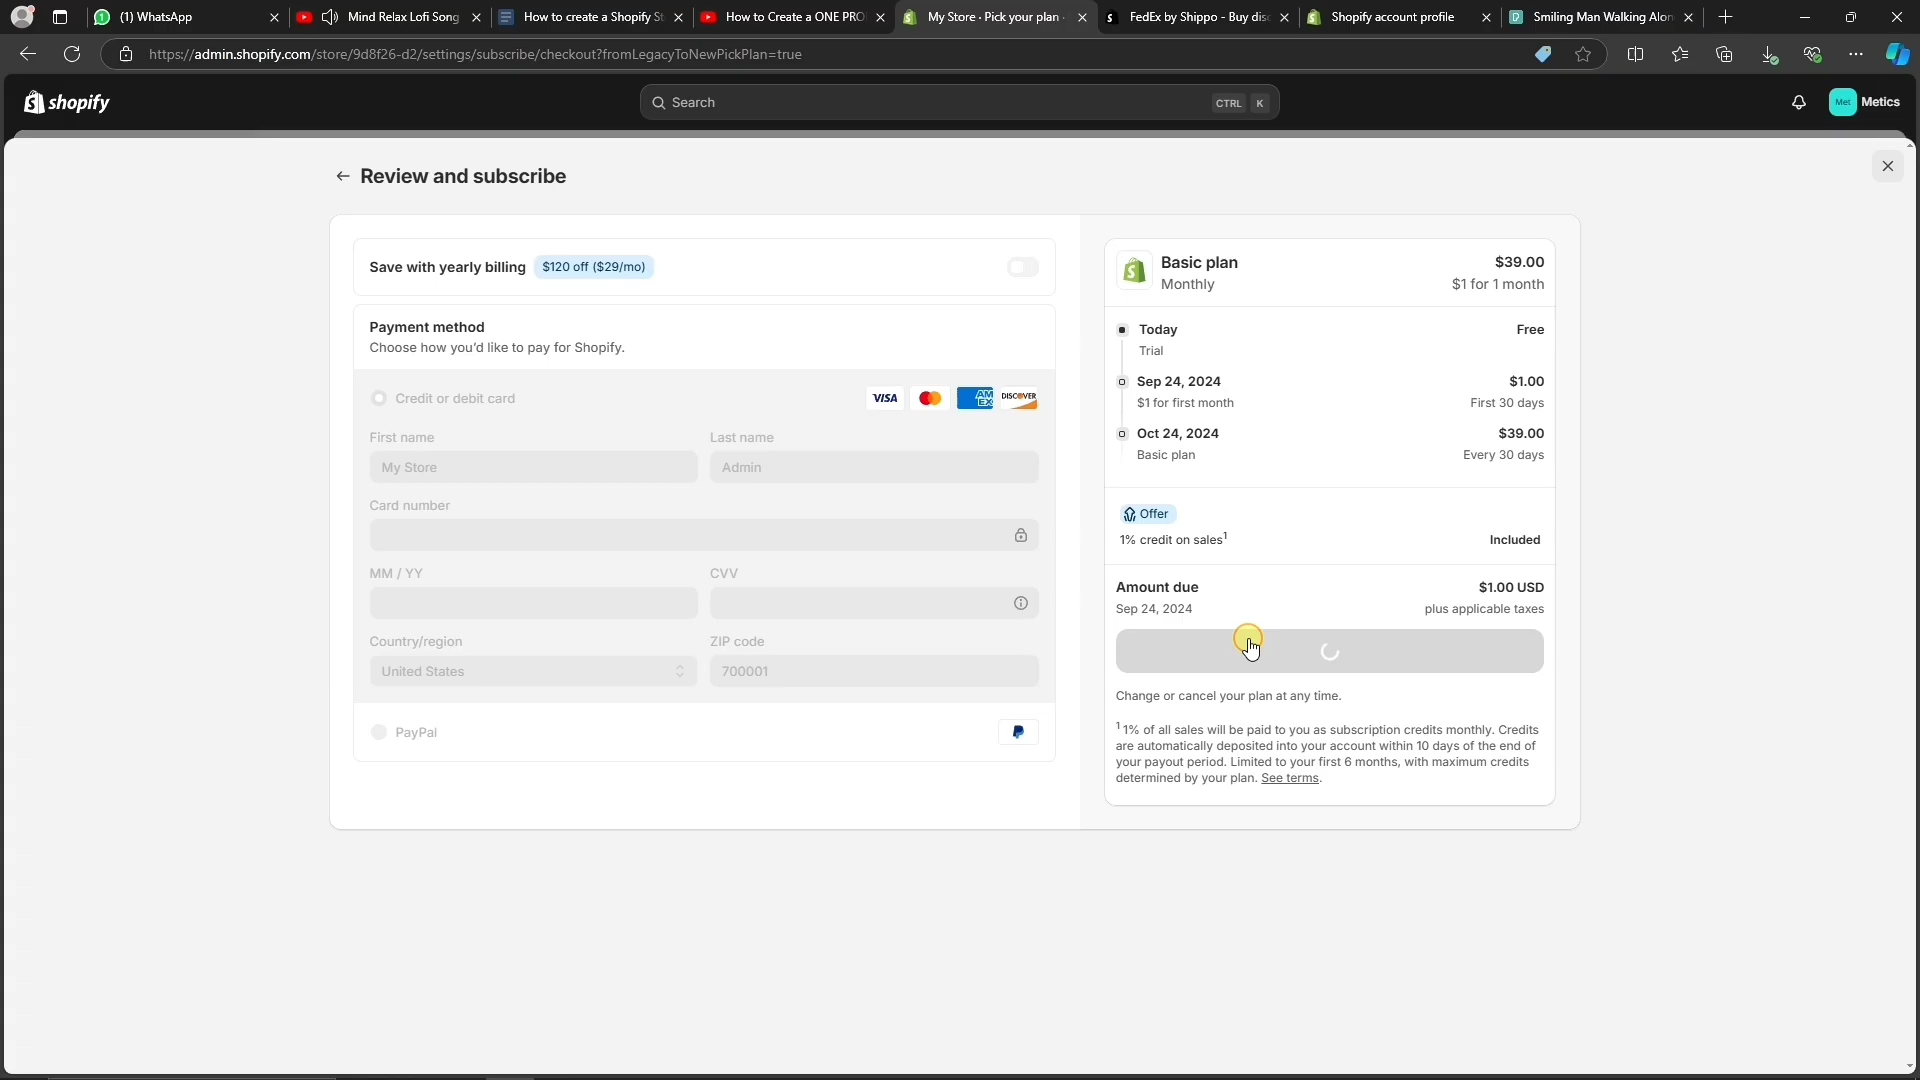 (1) WhatsApp
Mind Relax Lofi Song
How to create a Shopify St
How to Create a ONE PRO
My Store · Pick your plan ·
FedEx by Shippo - Buy disc
Shopify account profile
Smiling Man Walking Alon
https://admin.shopify.com/store/9d8f26-d2/settings/subscribe/checkout?fromLegacyToNewPickPlan=true
shopify
Search
CTRL K
Met Metics
Review and subscribe
Save with yearly billing $120 off ($29/mo)
Payment method
Choose how you'd like to pay for Shopify.
Credit or debit card
VISA
AM EX
DISCOVER
First name
Last name
My Store
Admin
Card number
MM / YY
CVV
Country/region
ZIP code
United States
700001
PayPal
Basic plan
$39.00
Monthly
$1 for 1 month
Today
Free
Trial
Sep 24, 2024
$1.00
$1 for first month
First 30 days
Oct 24, 2024
$39.00
Basic plan
Every 30 days
Offer
1% credit on sales1
Included
Amount due
$1.00 USD
Sep 24, 2024
plus applicable taxes
Change or cancel your plan at any time.
1 1% of all sales will be paid to you as subscription credits monthly. Credits
are automatically deposited into your account within 10 days of the end of
your payout period. Limited to your first 6 months, with maximum credits
determined by your plan. See terms.